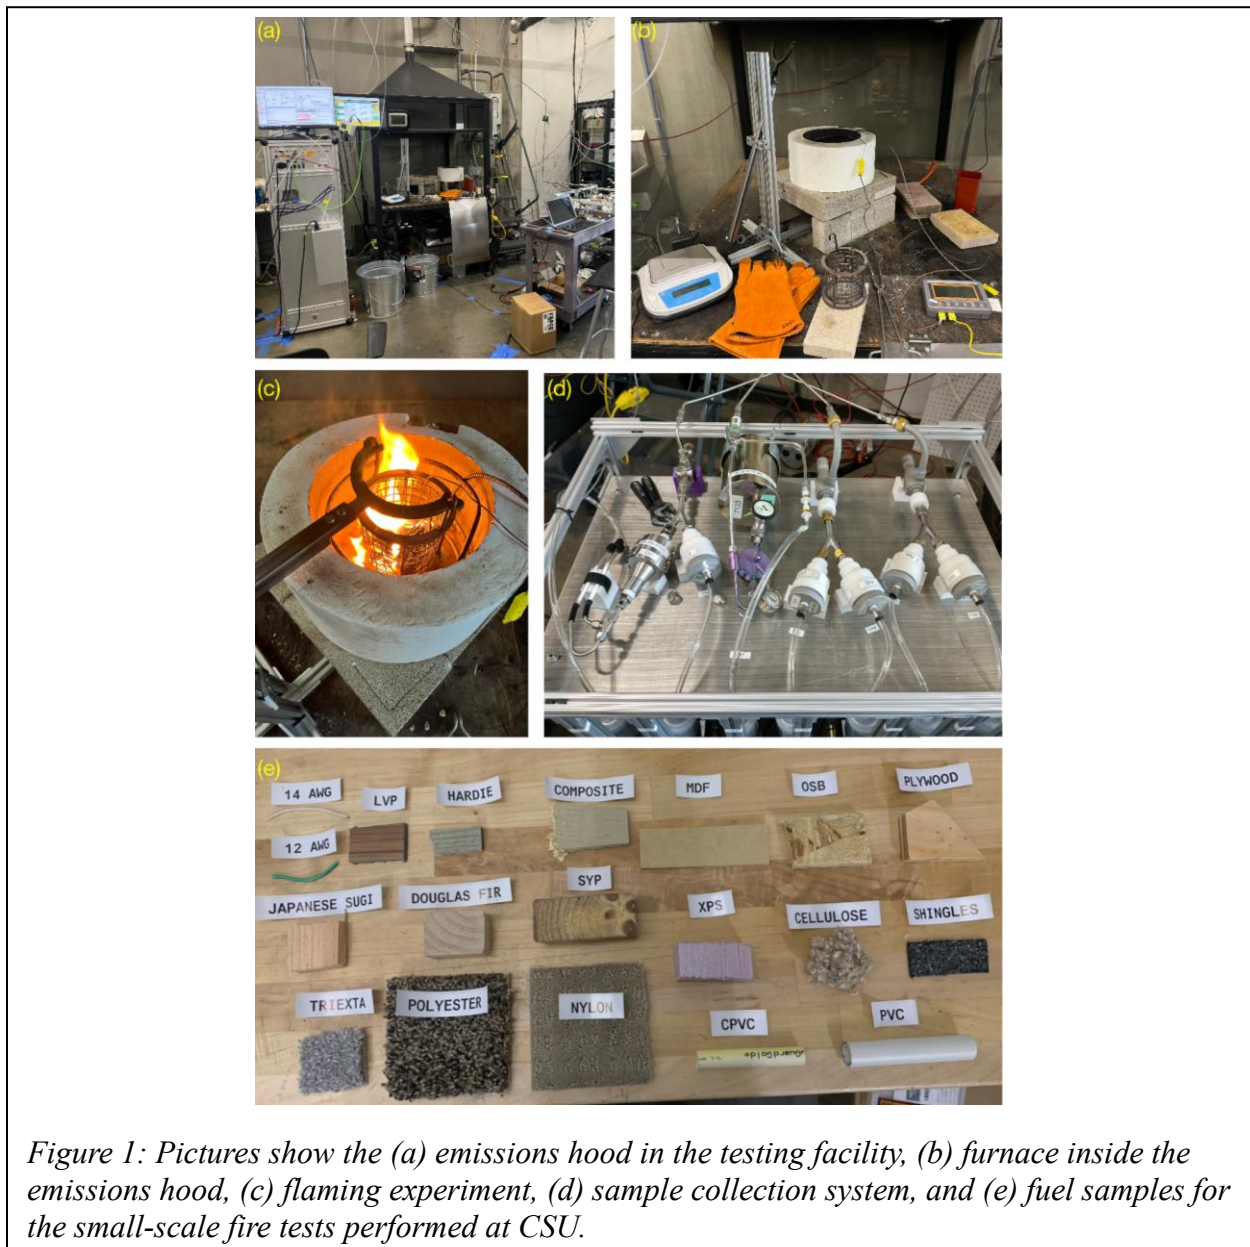 (a)
(b)
(c)
(d)
(e)
14 AWG
LVP
HARDIE
COMPOSITE
MDF
OSB
PLYWOOD
12 AWG
JAPANESE SUGI
DOUGLAS FIR
SYP
XPS
CELLULOSE
SHINGLES
TRIEXTA
POLYESTER
NYLON
CPVC
PVC
Figure 1: Pictures show the (a) emissions hood in the testing facility, (b) furnace inside the
emissions hood, (c) flaming experiment, (d) sample collection system, and (e) fuel samples for
the small-scale fire tests performed at CSU.